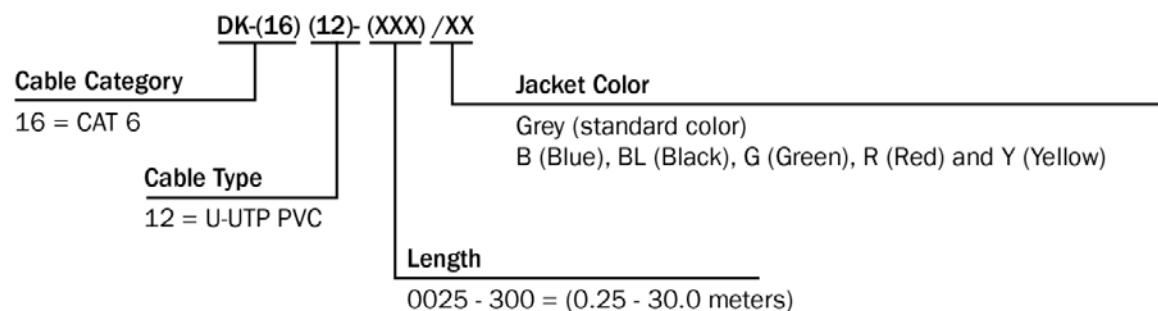 DK-(16) (12)- (XXX) /XX
Cable Category
16 = CAT 6
Jacket Color
Grey (standard color)
B (Blue), BL (Black), G (Green), R (Red) and Y (Yellow)
Cable Type
12 = U-UTP PVC
Length
0025 - 300 = (0.25 - 30.0 meters)